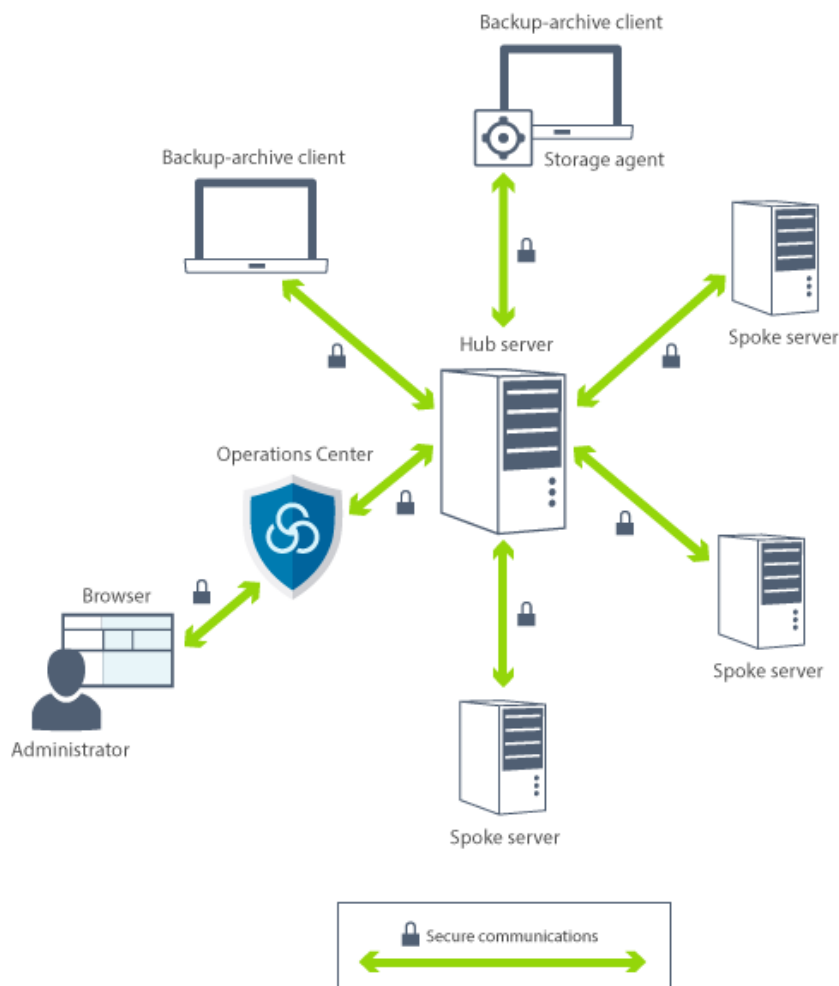 Backup-archive client
Storage agent
Backup-archive client
Spoke server
Hub server
Operations Center
Spoke server
Browser
Administrator
Spoke server
Secure communications